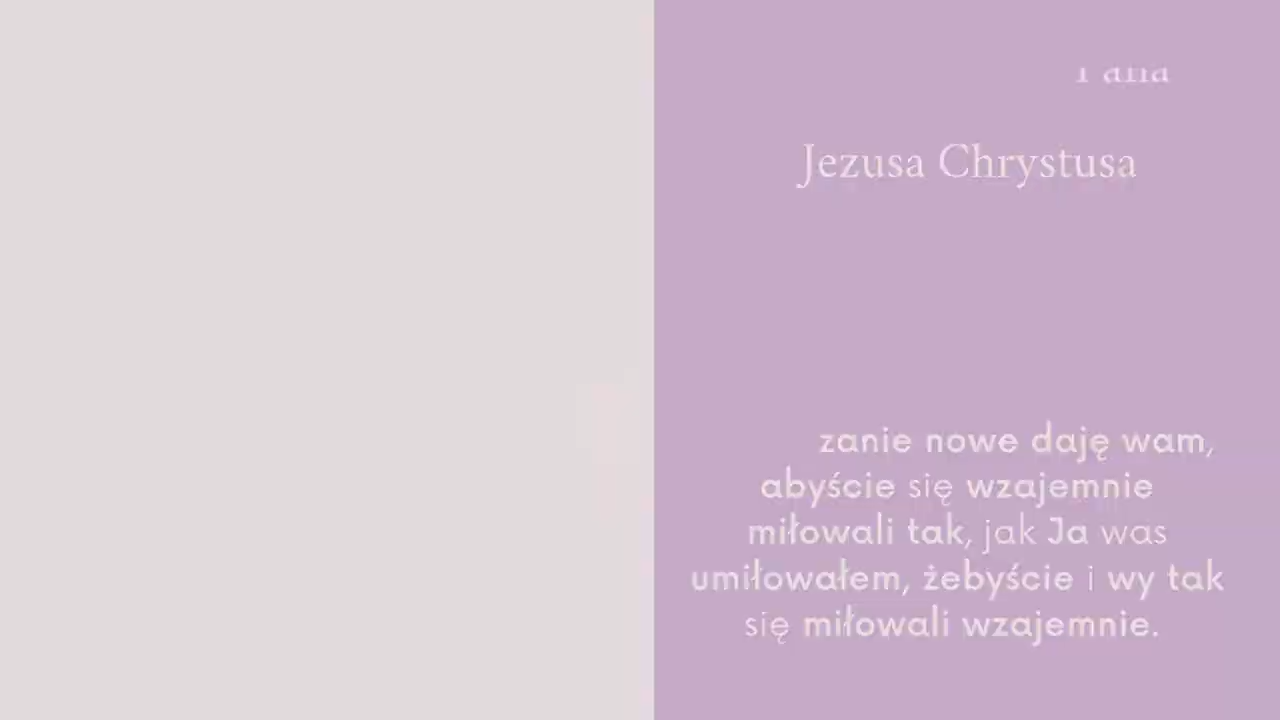 Jezusa Chrystusa
zanie nowe daję wam,
abyście się wzajemnie
miłowali tak, jak Ja was
umiłowałem, żebyście i wy tak
się miłowali wzajemnie.